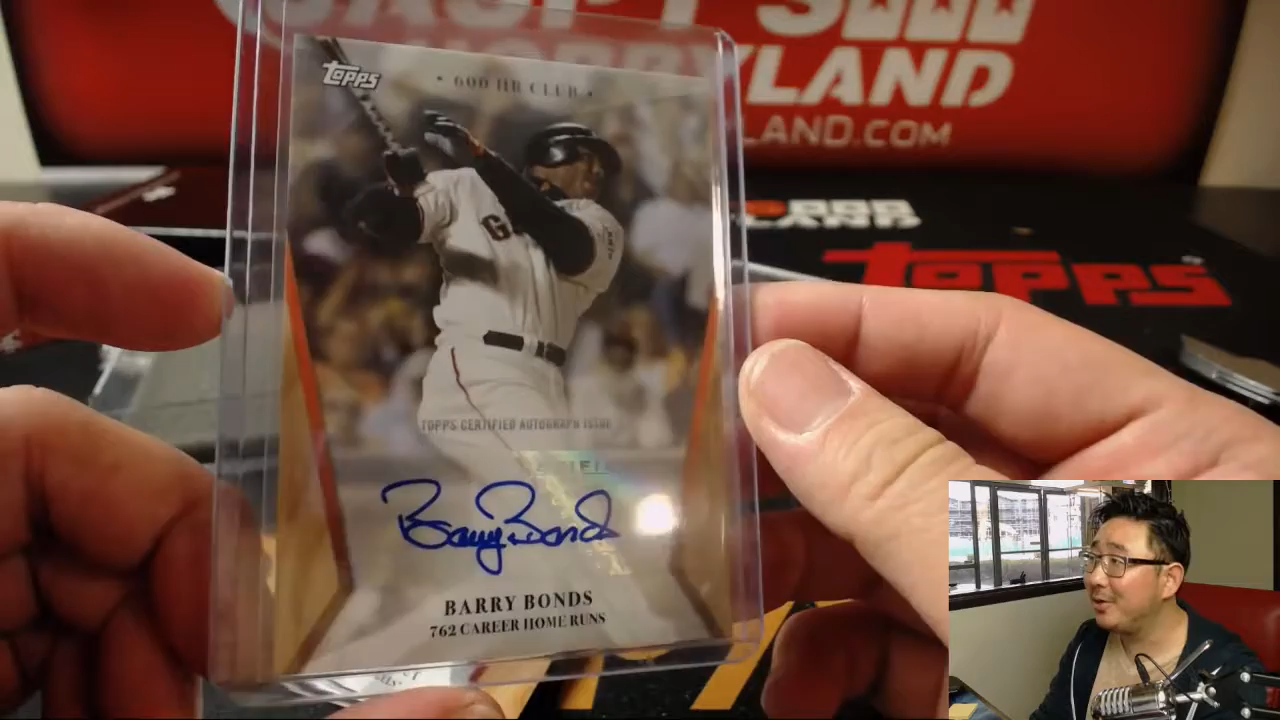 HOBBYLAND
LAND.COM
Topps
• 600 HR CLUB •
LAND
Topps
G
TOPPS CERTIFIED AUTOGRAPH ISSUE
Barry Bonds
BARRY BONDS
762 CAREER HOME RUNS